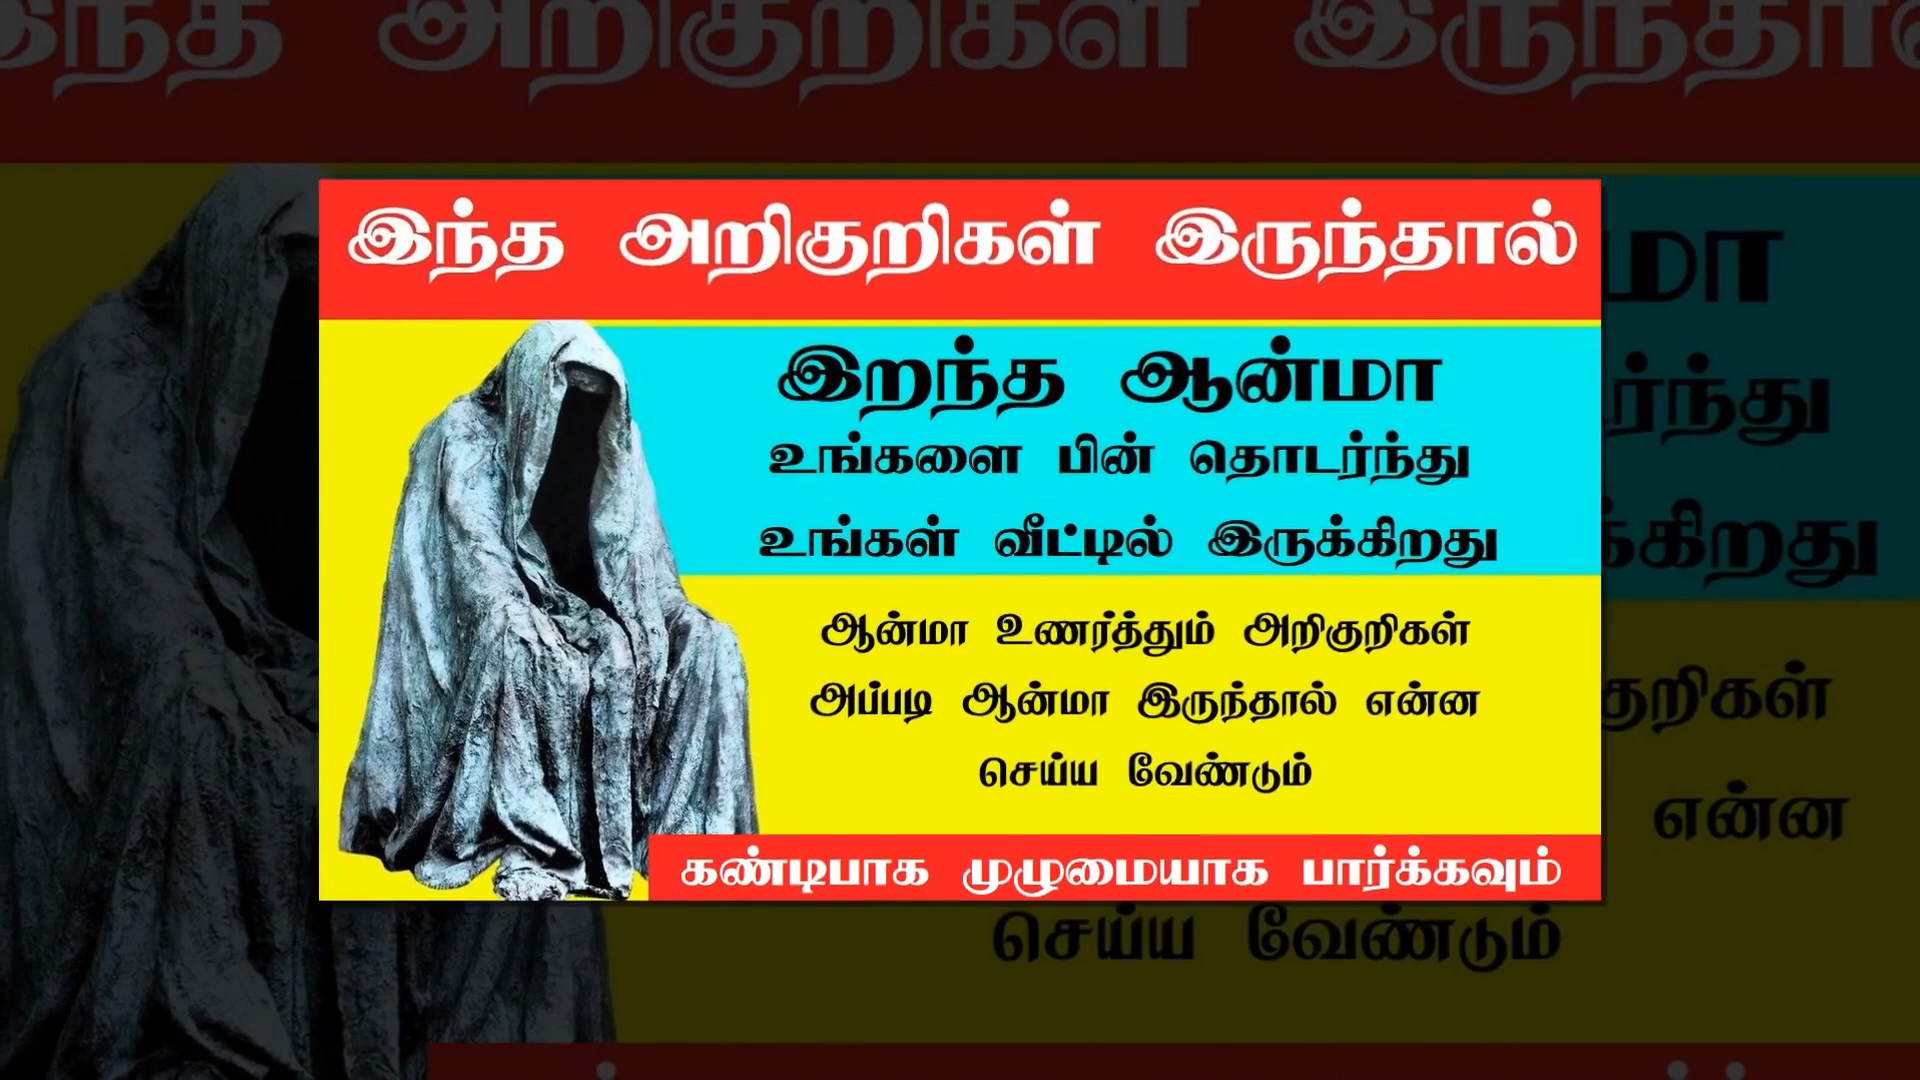 இந்த அறிகுறிகள் இருந்தால்
இறந்த ஆன்மா
உங்களை பின் தொடர்ந்து
உங்கள் வீட்டில் இருக்கிறது
ஆன்மா உணர்த்தும் அறிகுறிகள்
அப்படி ஆன்மா இருந்தால் என்ன
செய்ய வேண்டும்
கண்டிபாக முழுமையாக பார்க்கவும்